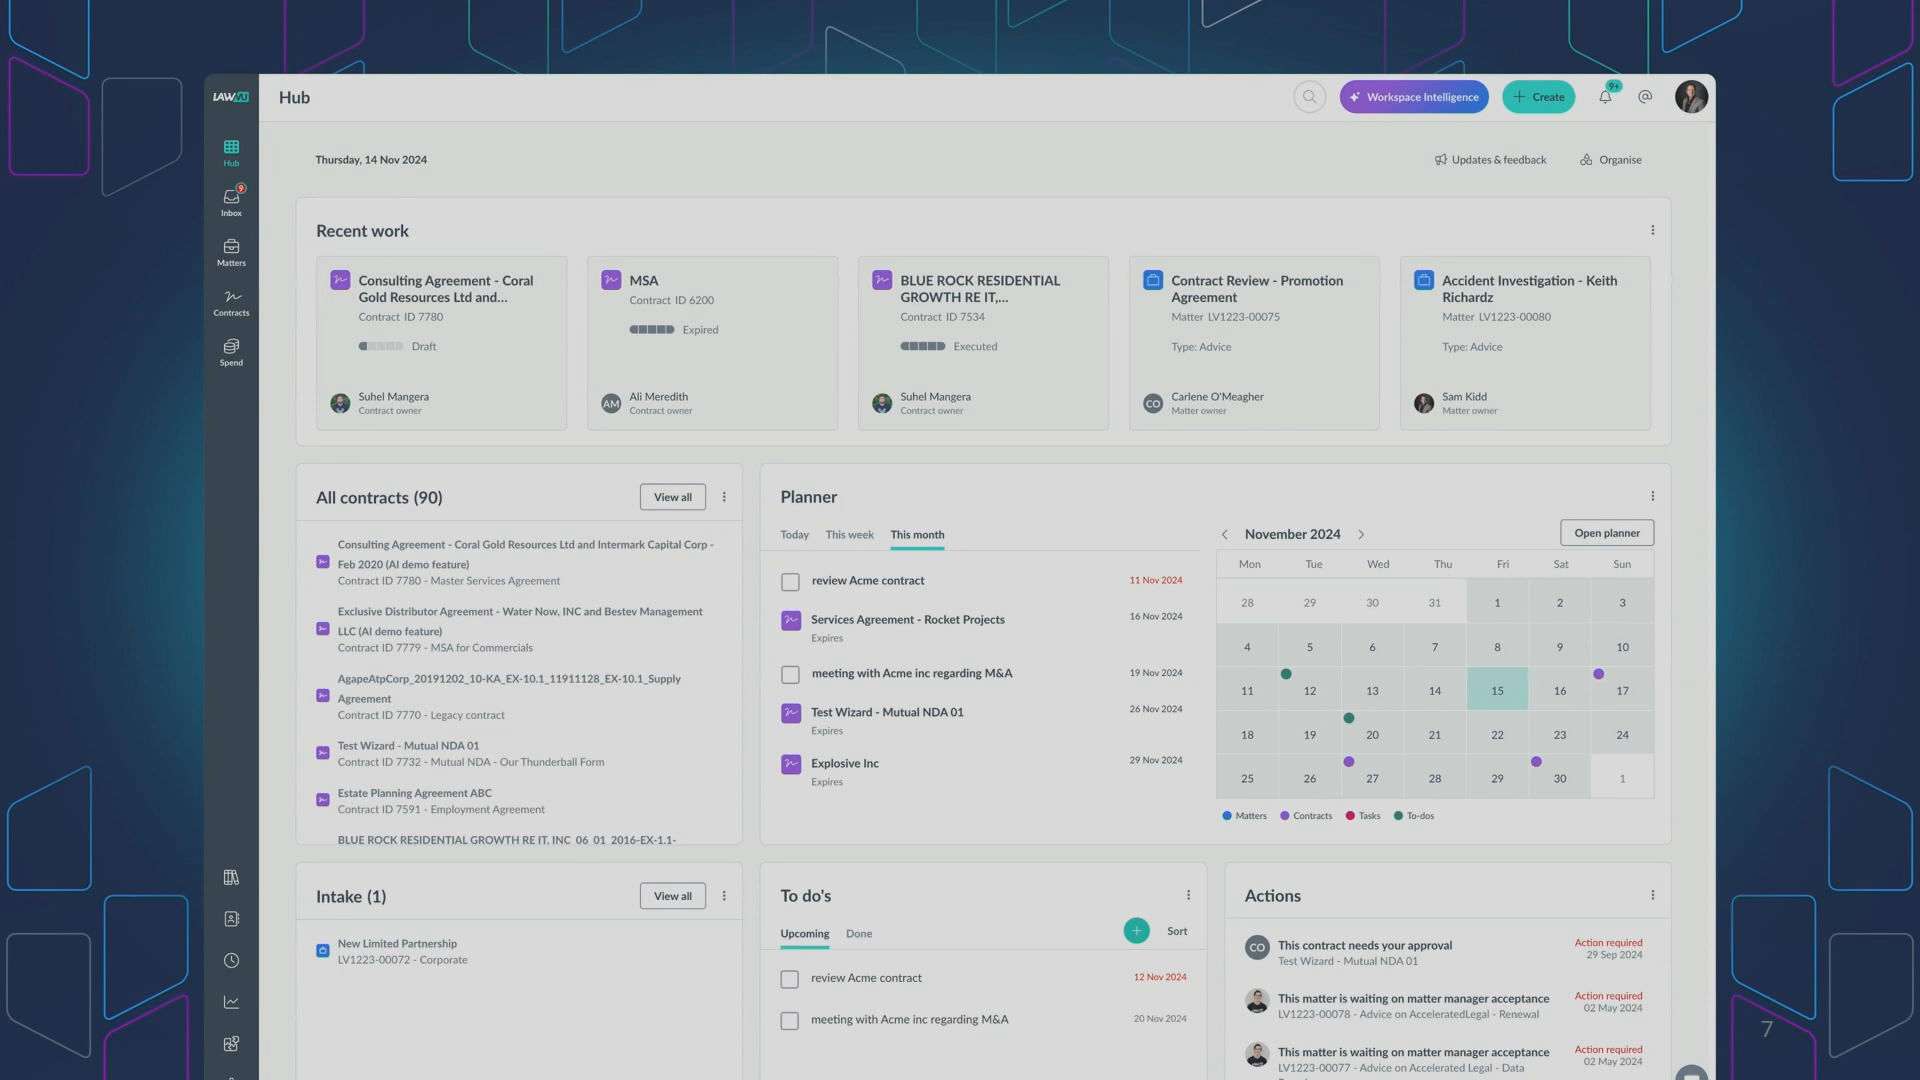 LAWVU
Hub
Workspace Intelligence
Create
9+
Hub
9
Inbox
Matters
Contracts
Spend
Thursday, 14 Nov 2024
Updates & feedback
Organise
Recent work
Consulting Agreement - Coral
Gold Resources Ltd and...
Contract ID 7780
Draft
Suhel Mangera
Contract owner
MSA
Contract ID 6200
Expired
AM
Ali Meredith
Contract owner
BLUE ROCK RESIDENTIAL
GROWTH RE IT,...
Contract ID 7534
Executed
Suhel Mangera
Contract owner
Contract Review - Promotion
Agreement
Matter LV1223-00075
Type: Advice
CO
Carlene O'Meagher
Matter owner
Accident Investigation - Keith
Richardz
Matter LV1223-00080
Type: Advice
Sam Kidd
Matter owner
All contracts (90)
View all
Consulting Agreement - Coral Gold Resources Ltd and Intermark Capital Corp -
Feb 2020 (AI demo feature)
Contract ID 7780 - Master Services Agreement
Exclusive Distributor Agreement - Water Now, INC and Bestev Management
LLC (AI demo feature)
Contract ID 7779 - MSA for Commercials
AgapeAtpCorp_20191202_10-KA_EX-10.1_11911128_EX-10.1_Supply
Agreement
Contract ID 7770 - Legacy contract
Test Wizard - Mutual NDA 01
Contract ID 7732 - Mutual NDA - Our Thunderball Form
Estate Planning Agreement ABC
Contract ID 7591 - Employment Agreement
BLUE ROCK RESIDENTIAL GROWTH RE IT, INC_06_01_2016-EX-1.1-
Planner
Today This week This month
review Acme contract 11 Nov 2024
Services Agreement - Rocket Projects 16 Nov 2024
Expires
meeting with Acme inc regarding M&A 19 Nov 2024
Test Wizard - Mutual NDA 01 26 Nov 2024
Expires
Explosive Inc 29 Nov 2024
Expires
November 2024
Open planner
Mon Tue Wed Thu Fri Sat Sun
28 29 30 31 1 2 3
4 5 6 7 8 9 10
11 12 13 14 15 16 17
18 19 20 21 22 23 24
25 26 27 28 29 30 1
Matters Contracts Tasks To-dos
Intake (1)
View all
New Limited Partnership
LV1223-00072 - Corporate
To do's
Upcoming Done
Sort
review Acme contract 12 Nov 2024
meeting with Acme inc regarding M&A 20 Nov 2024
Actions
CO
This contract needs your approval Action required
Test Wizard - Mutual NDA 01 29 Sep 2024
This matter is waiting on matter manager acceptance Action required
LV1223-00078 - Advice on AcceleratedLegal - Renewal 02 May 2024
This matter is waiting on matter manager acceptance Action required
LV1223-00077 - Advice on Accelerated Legal - Data 02 May 2024
7